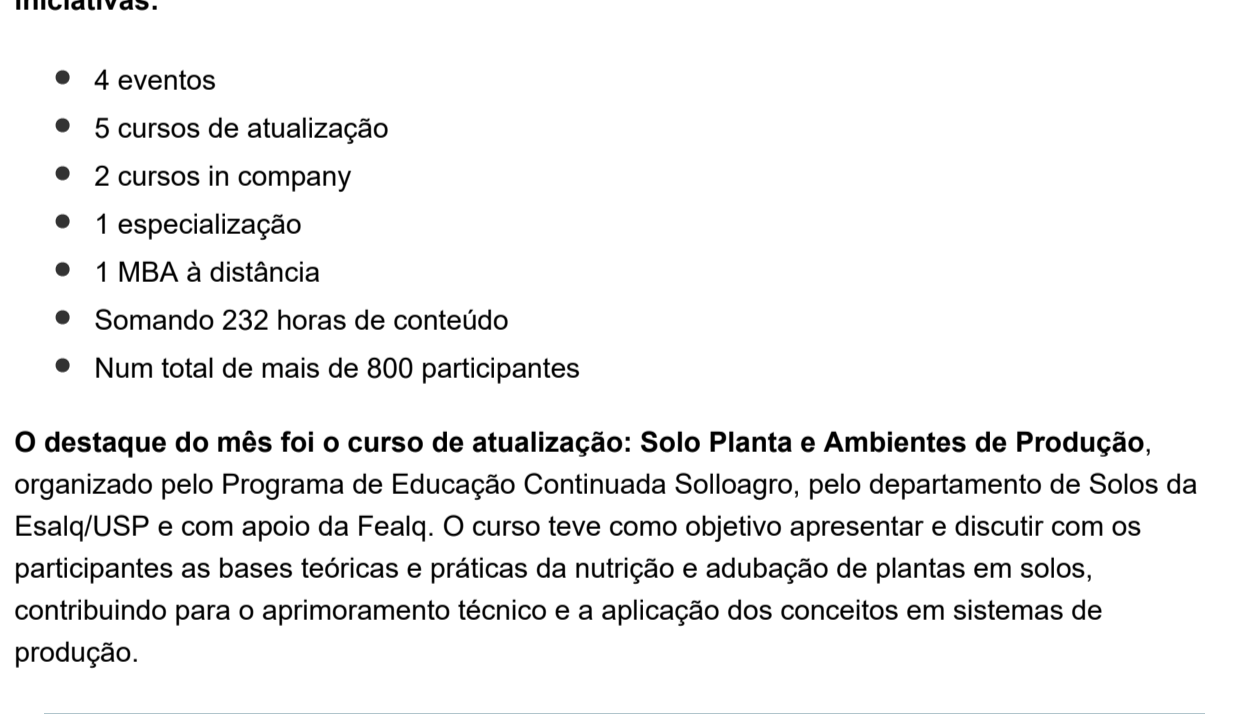 iniciativas:
4 eventos
5 cursos de atualização
2 cursos in company
1 especialização
1 MBA à distância
Somando 232 horas de conteúdo
Num total de mais de 800 participantes
O destaque do mês foi o curso de atualização: Solo Planta e Ambientes de Produção,
organizado pelo Programa de Educação Continuada Solloagro, pelo departamento de Solos da
Esalq/USP e com apoio da Fealq. O curso teve como objetivo apresentar e discutir com os
participantes as bases teóricas e práticas da nutrição e adubação de plantas em solos,
contribuindo para o aprimoramento técnico e a aplicação dos conceitos em sistemas de
produção.